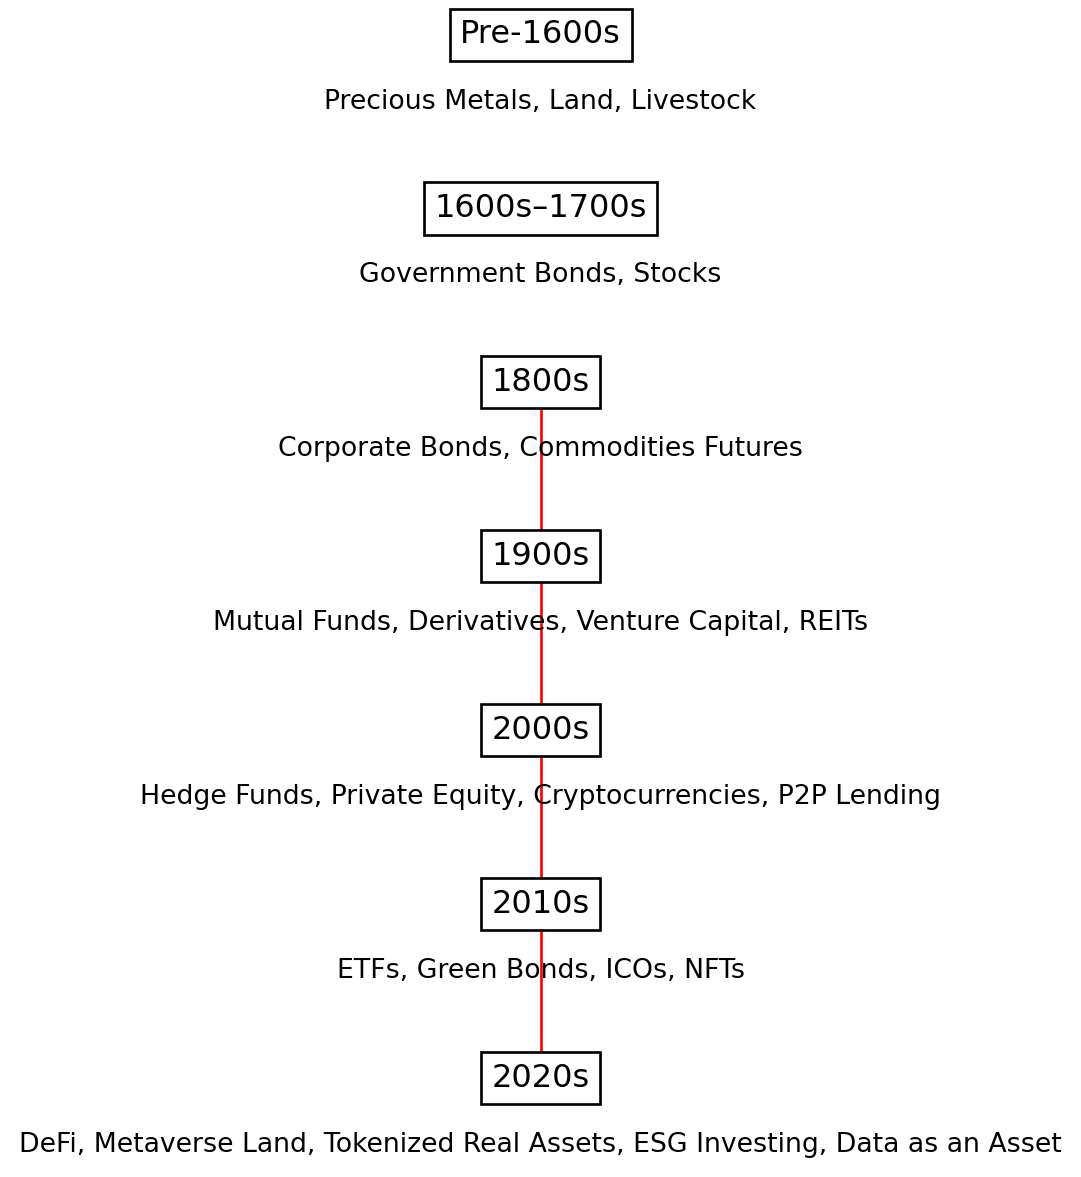 Pre-1600s
Precious Metals, Land, Livestock
1600s–1700s
Government Bonds, Stocks
1800s
Corporate Bonds, Commodities Futures
1900s
Mutual Funds, Derivatives, Venture Capital, REITs
2000s
Hedge Funds, Private Equity, Cryptocurrencies, P2P Lending
2010s
ETFs, Green Bonds, ICOs, NFTs
2020s
DeFi, Metaverse Land, Tokenized Real Assets, ESG Investing, Data as an Asset